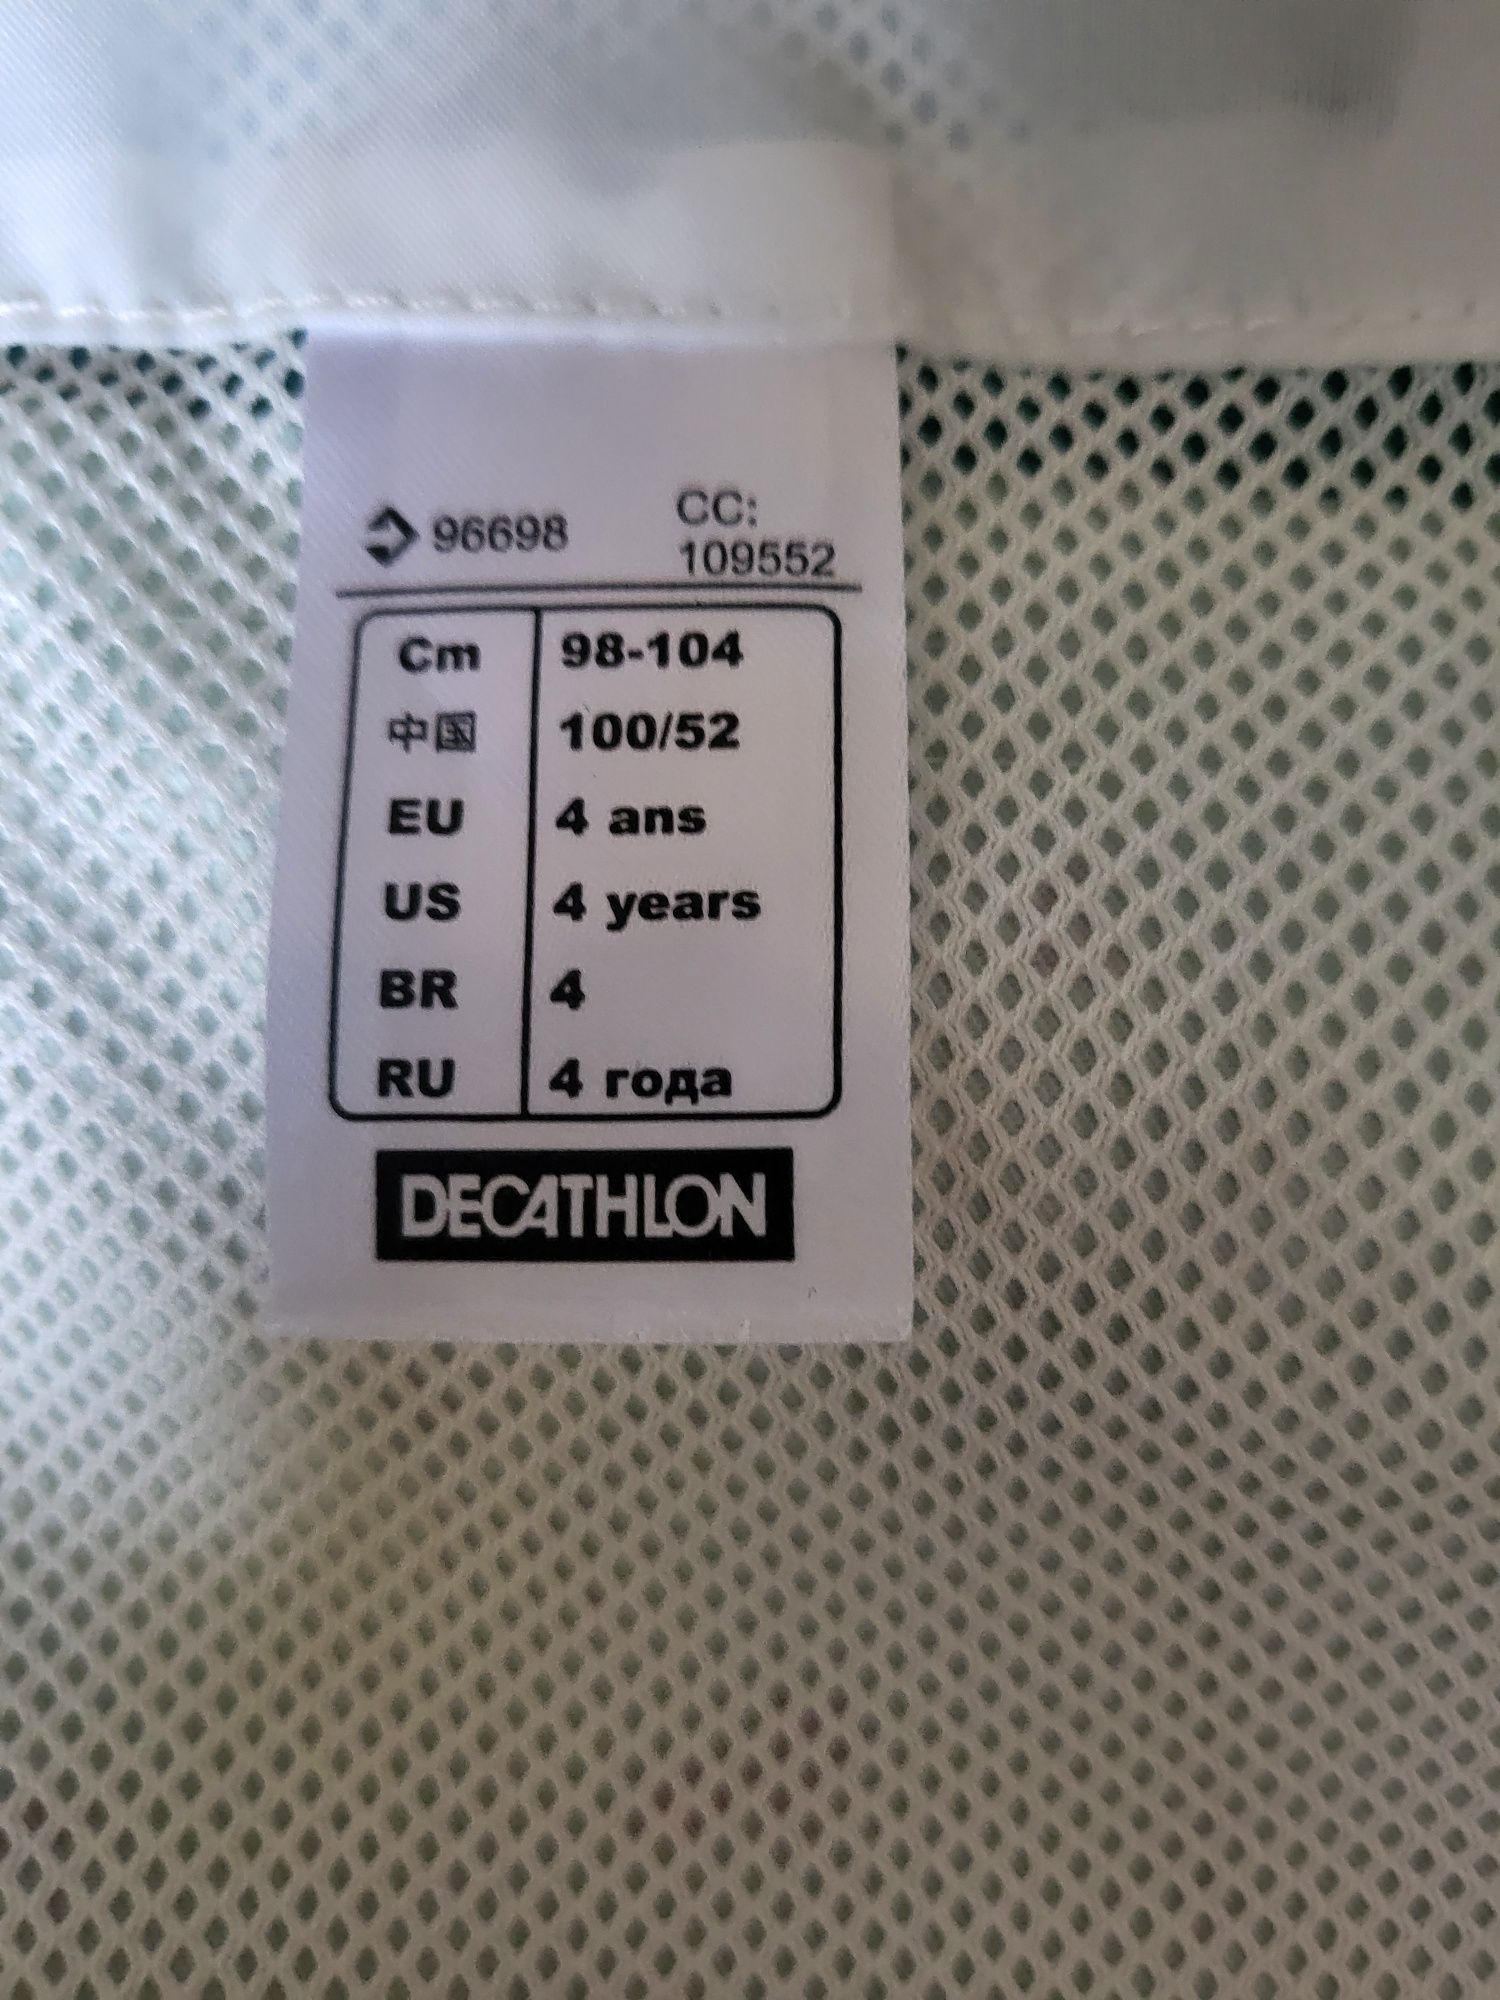 96698 CC:
109552
Cm 98-104
中国 100/52
EU 4 ans
US 4 years
BR 4
RU 4 года
DECATHLON